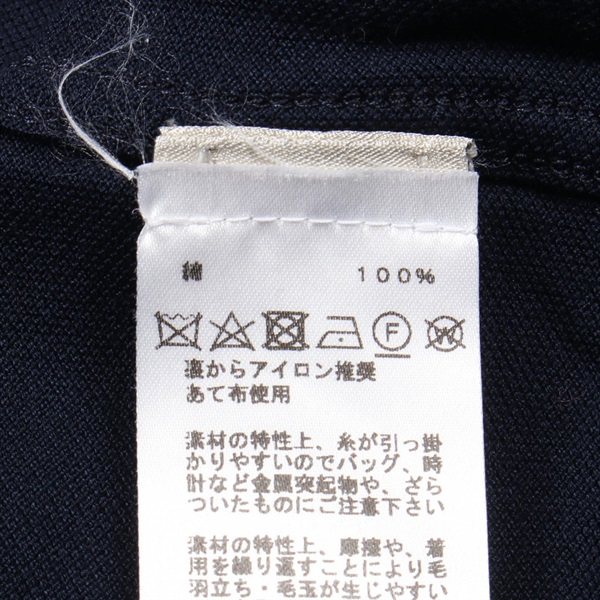 綿 100%
F W
裏からアイロン推奨
あて布使用
素材の特性上、糸が引っ掛
かりやすいのでバッグ、時
計など金属突起物や、ざら
ついたものにご注意下さい
素材の特性上、摩擦や、着
用を繰り返すことにより毛
羽立ち・毛玉が生じやすい